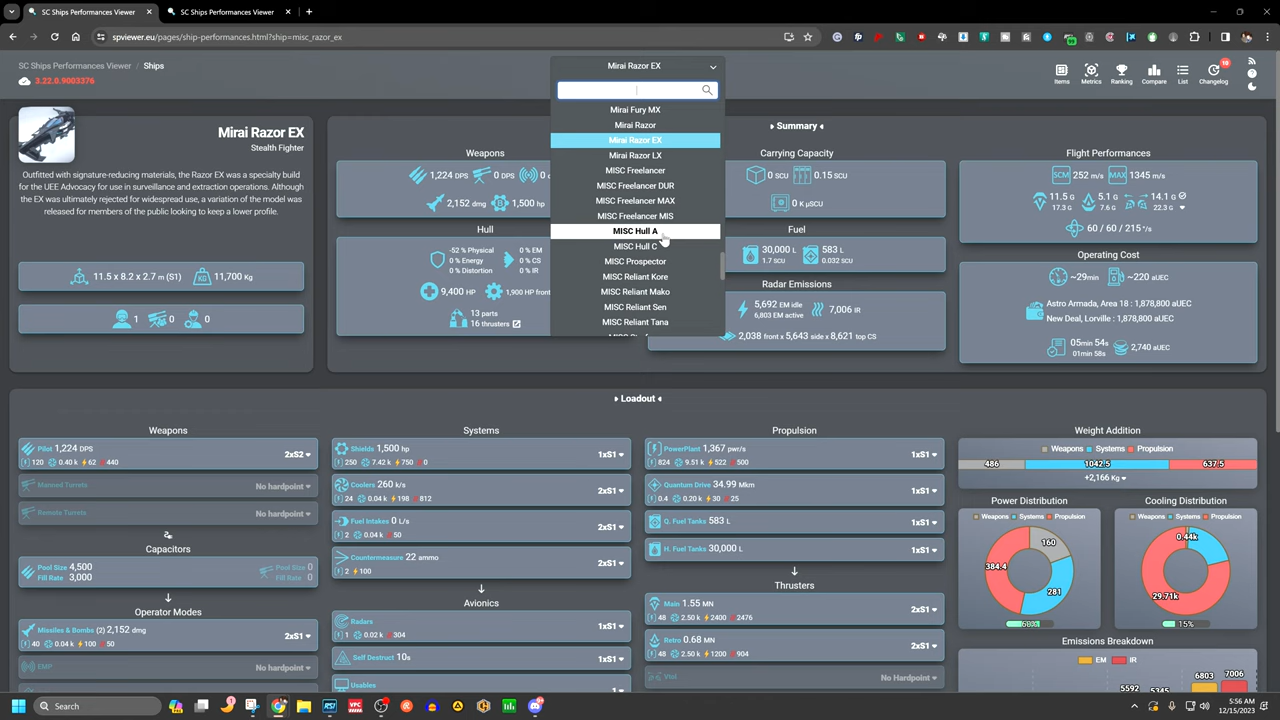 SC Ships Performances Viewer
SC Ships Performances Viewer
spviewer.eu/pages/ship-performances.html?ship=misc_razor_ex
SC Ships Performances Viewer / Ships
3.22.0.9003376
Mirai Razor EX
Items
Metrics
Ranking
Compare
List
Changelog
Mirai Fury MX
Mirai Razor
Mirai Razor EX
Mirai Razor LX
MISC Freelancer
MISC Freelancer DUR
MISC Freelancer MAX
MISC Freelancer MIS
MISC Hull A
MISC Hull C
MISC Prospector
MISC Reliant Kore
MISC Reliant Mako
MISC Reliant Sen
MISC Reliant Tana
Mirai Razor EX
Stealth Fighter
Outfitted with signature-reducing materials, the Razor EX was a specialty build
for the UEE Advocacy for use in surveillance and extraction operations. Although
the EX was ultimately rejected for widespread use, a variation of the model was
released for members of the public looking to keep a lower profile.
11.5 x 8.2 x 2.7 m (S1)
11,700 Kg
1
0
0
Summary
Weapons
1,224 DPS
0 DPS
0
2,152 dmg
1,500 hp
Hull
-52 % Physical
0 % Energy
0 % Distortion
0 % EM
0 % CS
0 % IR
9,400 HP
1,900 HP front
13 parts
16 thrusters
Carrying Capacity
0 SCU
0.15 SCU
0 K µSCU
Fuel
30,000 L
1.7 SCU
583 L
0.032 SCU
Radar Emissions
5,692 EM idle
6,803 EM active
7,006 IR
2,038 front x 5,643 side x 8,621 top CS
Flight Performances
SCM 252 m/s
MAX 1345 m/s
11.5 G
17.3 G
5.6 G
7.6 G
14.1 G
22.3 G
60 / 60 / 215 °/s
Operating Cost
~29min
~220 aUEC
Astro Armada, Area 18 : 1,878,800 aUEC
New Deal, Lorville : 1,878,800 aUEC
05min 54s
01min 58s
2,740 aUEC
Loadout
Weapons
Pilot 1,224 DPS
120 0.40 k 62 440
2xS2
Manned Turrets
No hardpoint
Remote Turrets
No hardpoint
Capacitors
Pool Size 4,500
Fill Rate 3,000
Pool Size 0
Fill Rate 0
Operator Modes
Missiles & Bombs (2) 2,152 dmg
40 0.04 k 100 50
2xS1
EMP
No hardpoint
Systems
Shields 1,500 hp
250 7.42 k 750 0
1xS1
Coolers 260 k/s
24 0.04 k 198 812
2xS1
Fuel Intakes 0 L/s
2 0.04 k 50
2xS1
Countermeasure 22 ammo
2 100
2xS1
Avionics
Radars
1 0.02 k 304
1xS1
Self Destruct 10s
1xS1
Usables
1
Propulsion
PowerPlant 1,367 pwr/s
824 9.51 k 522 500
1xS1
Quantum Drive 34.99 Mkm
0.4 0.20 k 30 25
1xS1
Q. Fuel Tanks 583 L
1xS1
H. Fuel Tanks 30,000 L
1xS1
Thrusters
Main 1.55 MN
48 2.50 k 2400 2476
2xS1
Retro 0.68 MN
48 2.50 k 1200 904
2xS1
Vtol
No Hardpoint
Weight Addition
Weapons Systems Propulsion
486
1042.5
637.5
+2,166 Kg
Power Distribution
Weapons Systems Propulsion
160
384.4
281
60%
Cooling Distribution
Weapons Systems Propulsion
0.44k
29.71k
15%
Emissions Breakdown
EM IR
5592
5345
6803
7006
Search
5:56 AM
12/15/2023